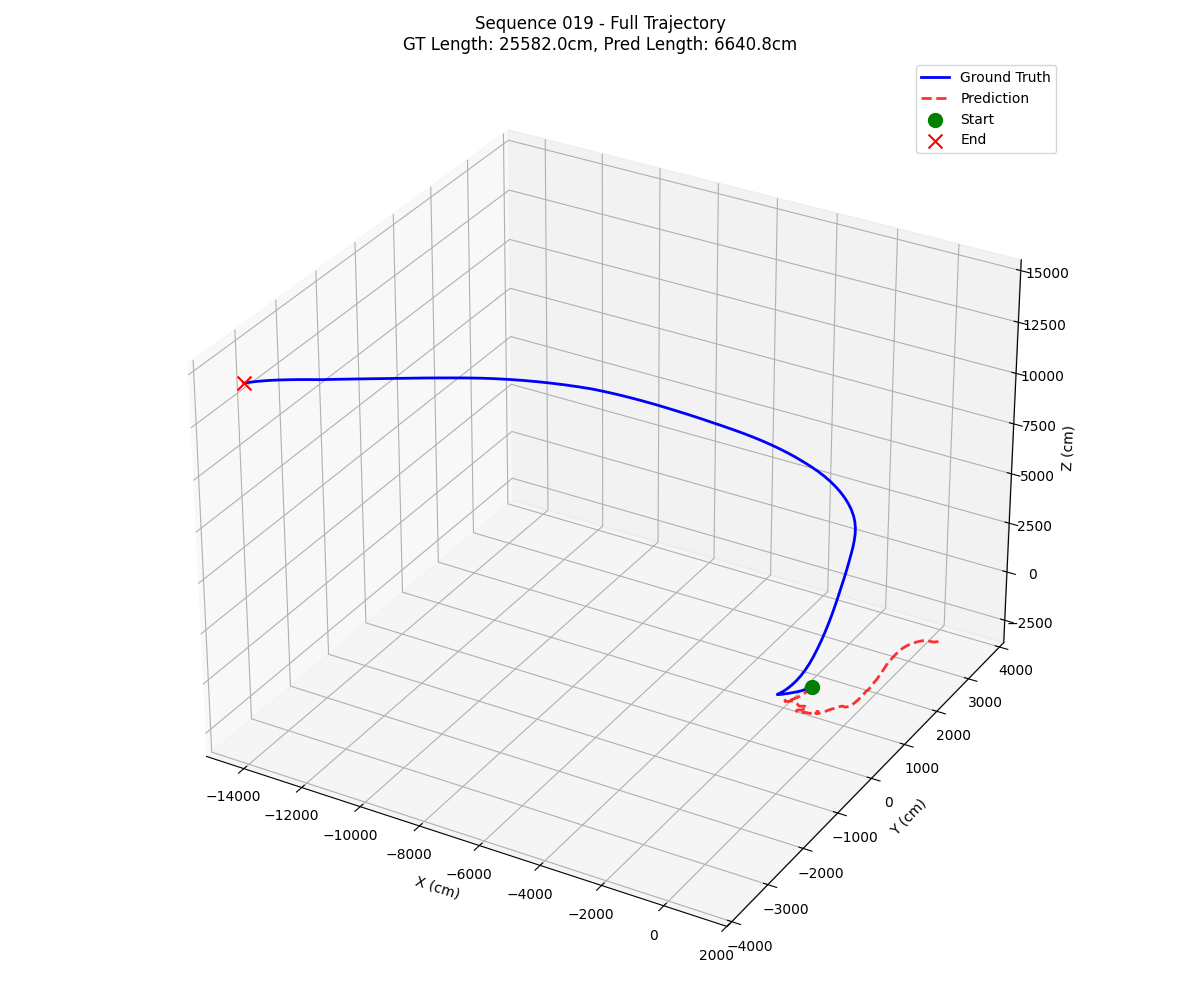 Sequence 019 - Full Trajectory
GT Length: 25582.0cm, Pred Length: 6640.8cm
Ground Truth
Prediction
Start
End
15000
12500
10000
7500
5000
2500
0
−2500
Z (cm)
4000
3000
2000
1000
0
−1000
−2000
−3000
−4000
Y (cm)
−14000
−12000
−10000
−8000
−6000
−4000
−2000
0
2000
X (cm)